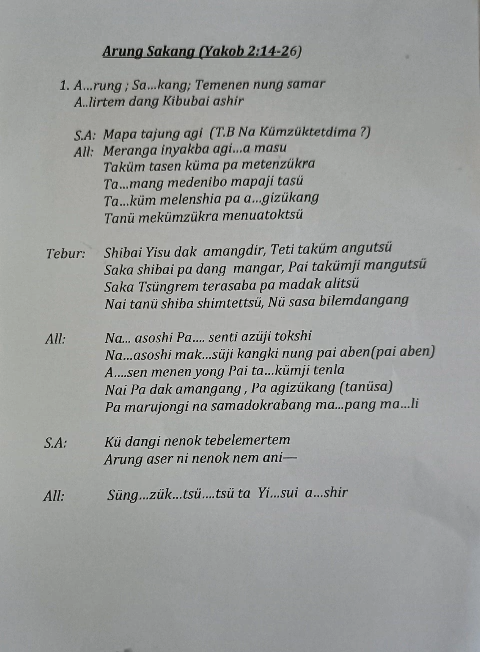 Arung Sakang (Yakob 2:14-26)
1. A...rung ; Sa...kang; Temenen nung samar
A..lirtem dang Kibubai ashir
S.A: Mapa tajung agi (T.B Na Kümzüktetdima ?)
All: Meranga inyakba agi...a masu
Taküm tasen küma pa metenzükra
Ta...mang medenibo mapaji tasü
Ta...küm melenshia pa a...gizükang
Tanü mekümzükra menuatoktsü
Tebur: Shibai Yisu dak amangdir, Teti taküm angutsü
Saka shibai pa dang mangar, Pai takümji mangutsü
Saka Tsüngrem terasaba pa madak alitsü
Nai tanü shiba shimtettsü, Nü sasa bilemdangang
All: Na... asoshi Pa.... senti azüji tokshi
Na...asoshi mak...süji kangki nung pai aben(pai aben)
A....sen menen yong Pai ta...kümji tenla
Nai Pa dak amangang , Pa agizükang (tanüsa)
Pa marujongi na samadokrabang ma...pang ma...li
S.A: Kü dangi nenok tebelemertem
Arung aser ni nenok nem ani—
All: Süng...zük...tsü....tsü ta Yi...sui a...shir